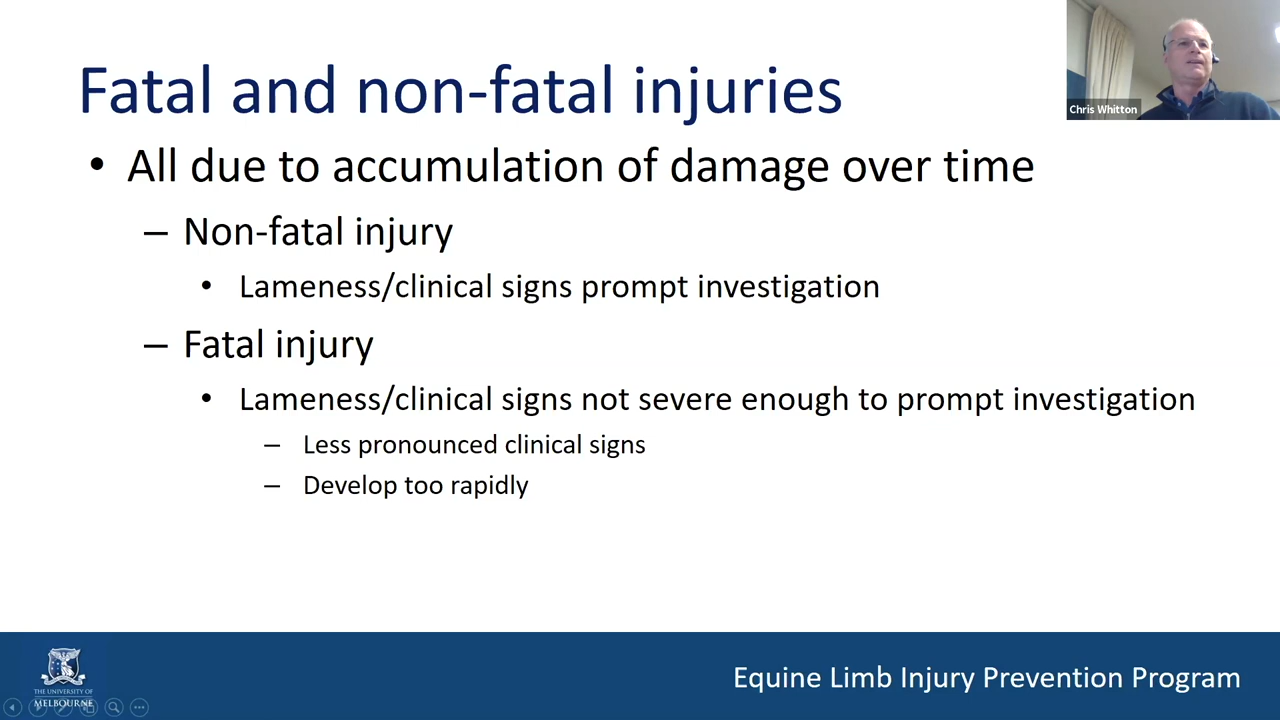 Fatal and non-fatal injuries
Chris Whitton
• All due to accumulation of damage over time
– Non-fatal injury
• Lameness/clinical signs prompt investigation
– Fatal injury
• Lameness/clinical signs not severe enough to prompt investigation
– Less pronounced clinical signs
– Develop too rapidly
THE UNIVERSITY OF
MELBOURNE
Equine Limb Injury Prevention Program